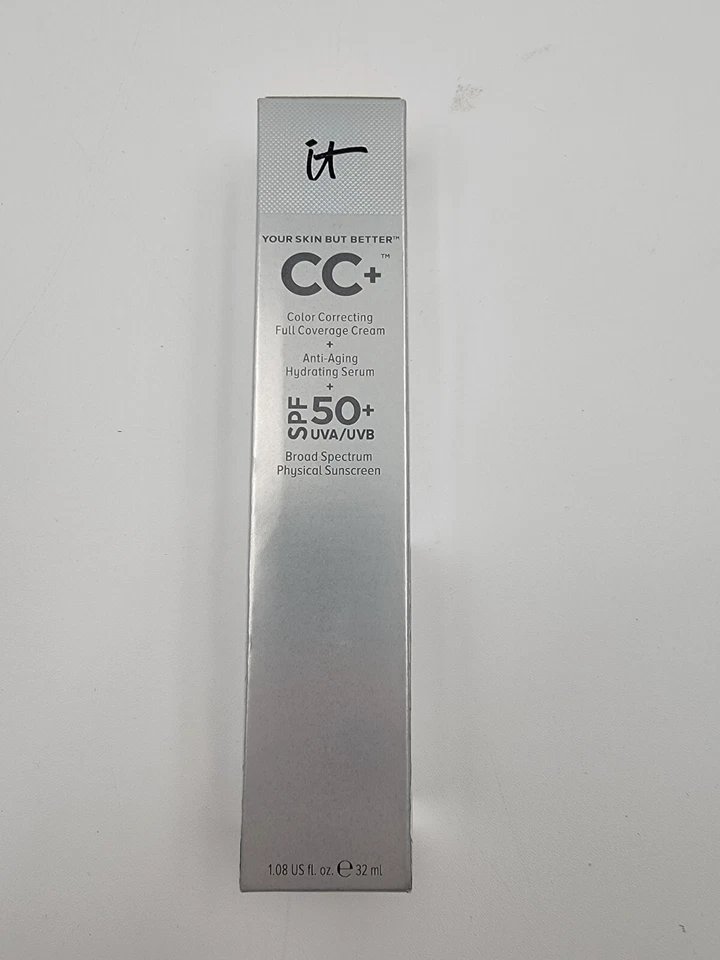 it
YOUR SKIN BUT BETTER™
CC+™
Color Correcting
Full Coverage Cream
+
Anti-Aging
Hydrating Serum
+
SPF 50+
UVA/UVB
Broad Spectrum
Physical Sunscreen
1.08 US fl. oz. ℮ 32 ml